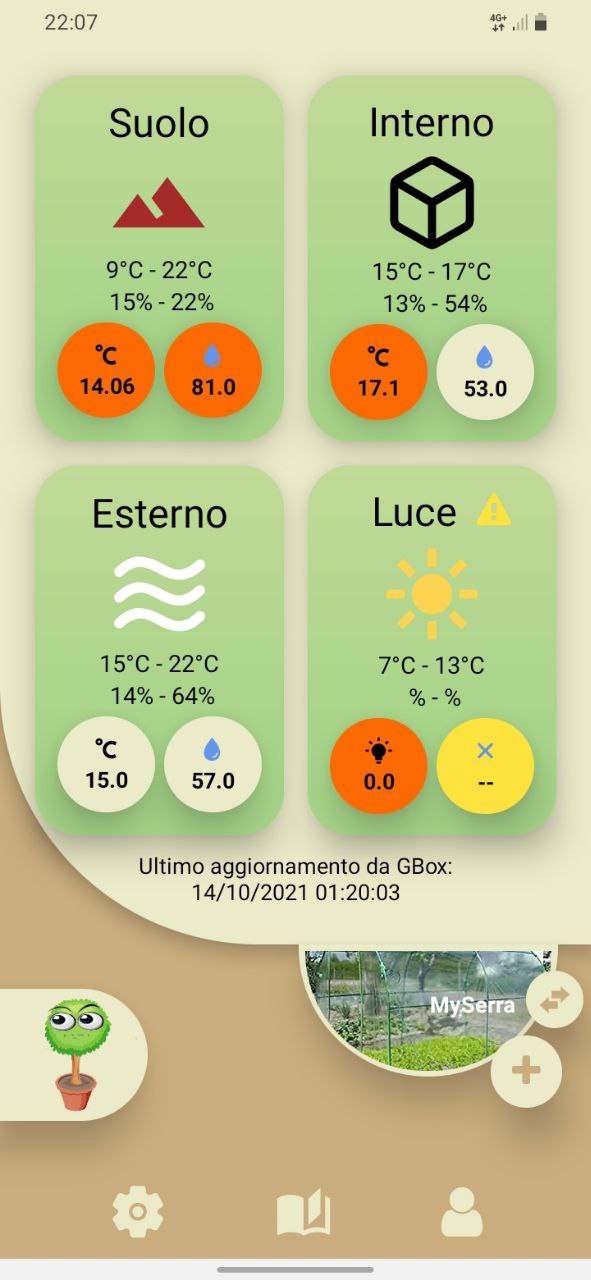 22:07
4G+
Suolo
9°C - 22°C
15% - 22%
°C
14.06
81.0
Interno
15°C - 17°C
13% - 54%
°C
17.1
53.0
Esterno
15°C - 22°C
14% - 64%
°C
15.0
57.0
Luce
7°C - 13°C
% - %
0.0
--
Ultimo aggiornamento da GBox:
14/10/2021 01:20:03
MySerra